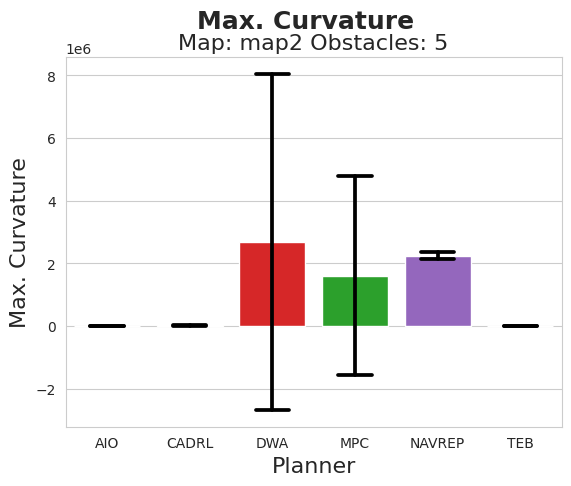 Max. Curvature
Map: map2 Obstacles: 5
1e6
8
6
4
2
0
−2
Max. Curvature
AIO CADRL DWA MPC NAVREP TEB
Planner